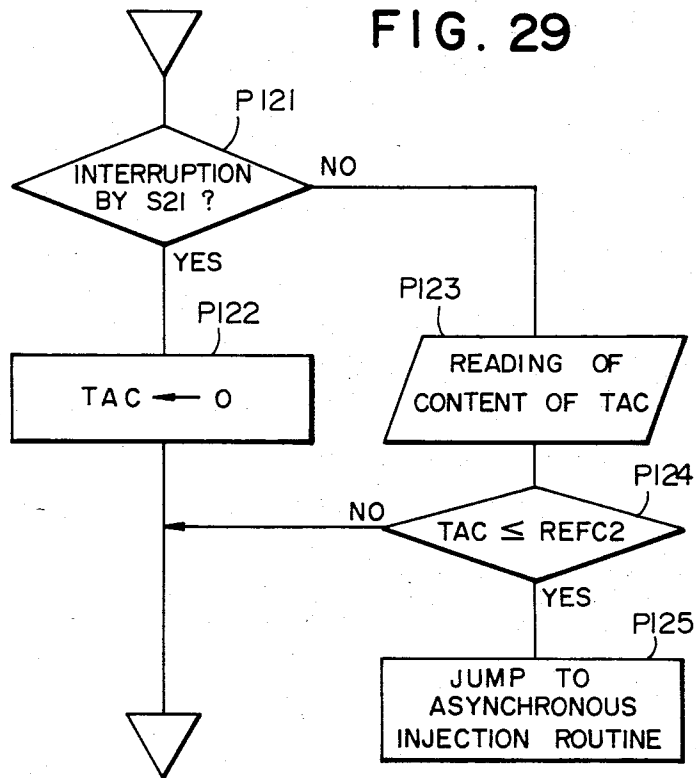 FIG. 29
P121
INTERRUPTION
BY S21 ?
NO
YES
P122
TAC ← 0
P123
READING OF
CONTENT OF TAC
P124
NO
TAC ≤ REFC2
YES
P125
JUMP TO
ASYNCHRONOUS
INJECTION ROUTINE